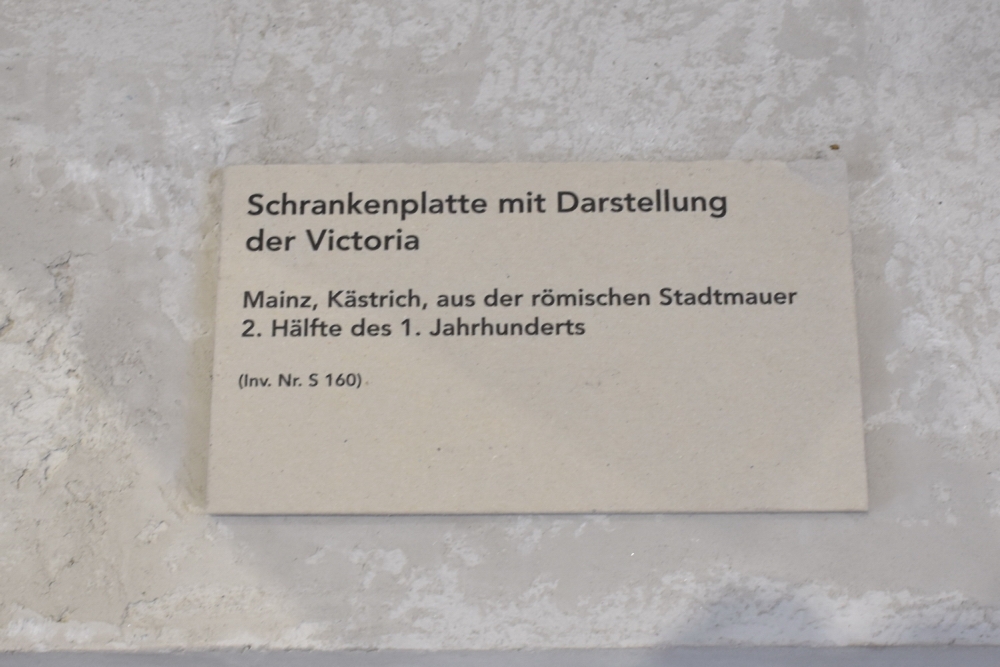 Schrankenplatte mit Darstellung
der Victoria
Mainz, Kästrich, aus der römischen Stadtmauer
2. Hälfte des 1. Jahrhunderts
(Inv. Nr. S 160)